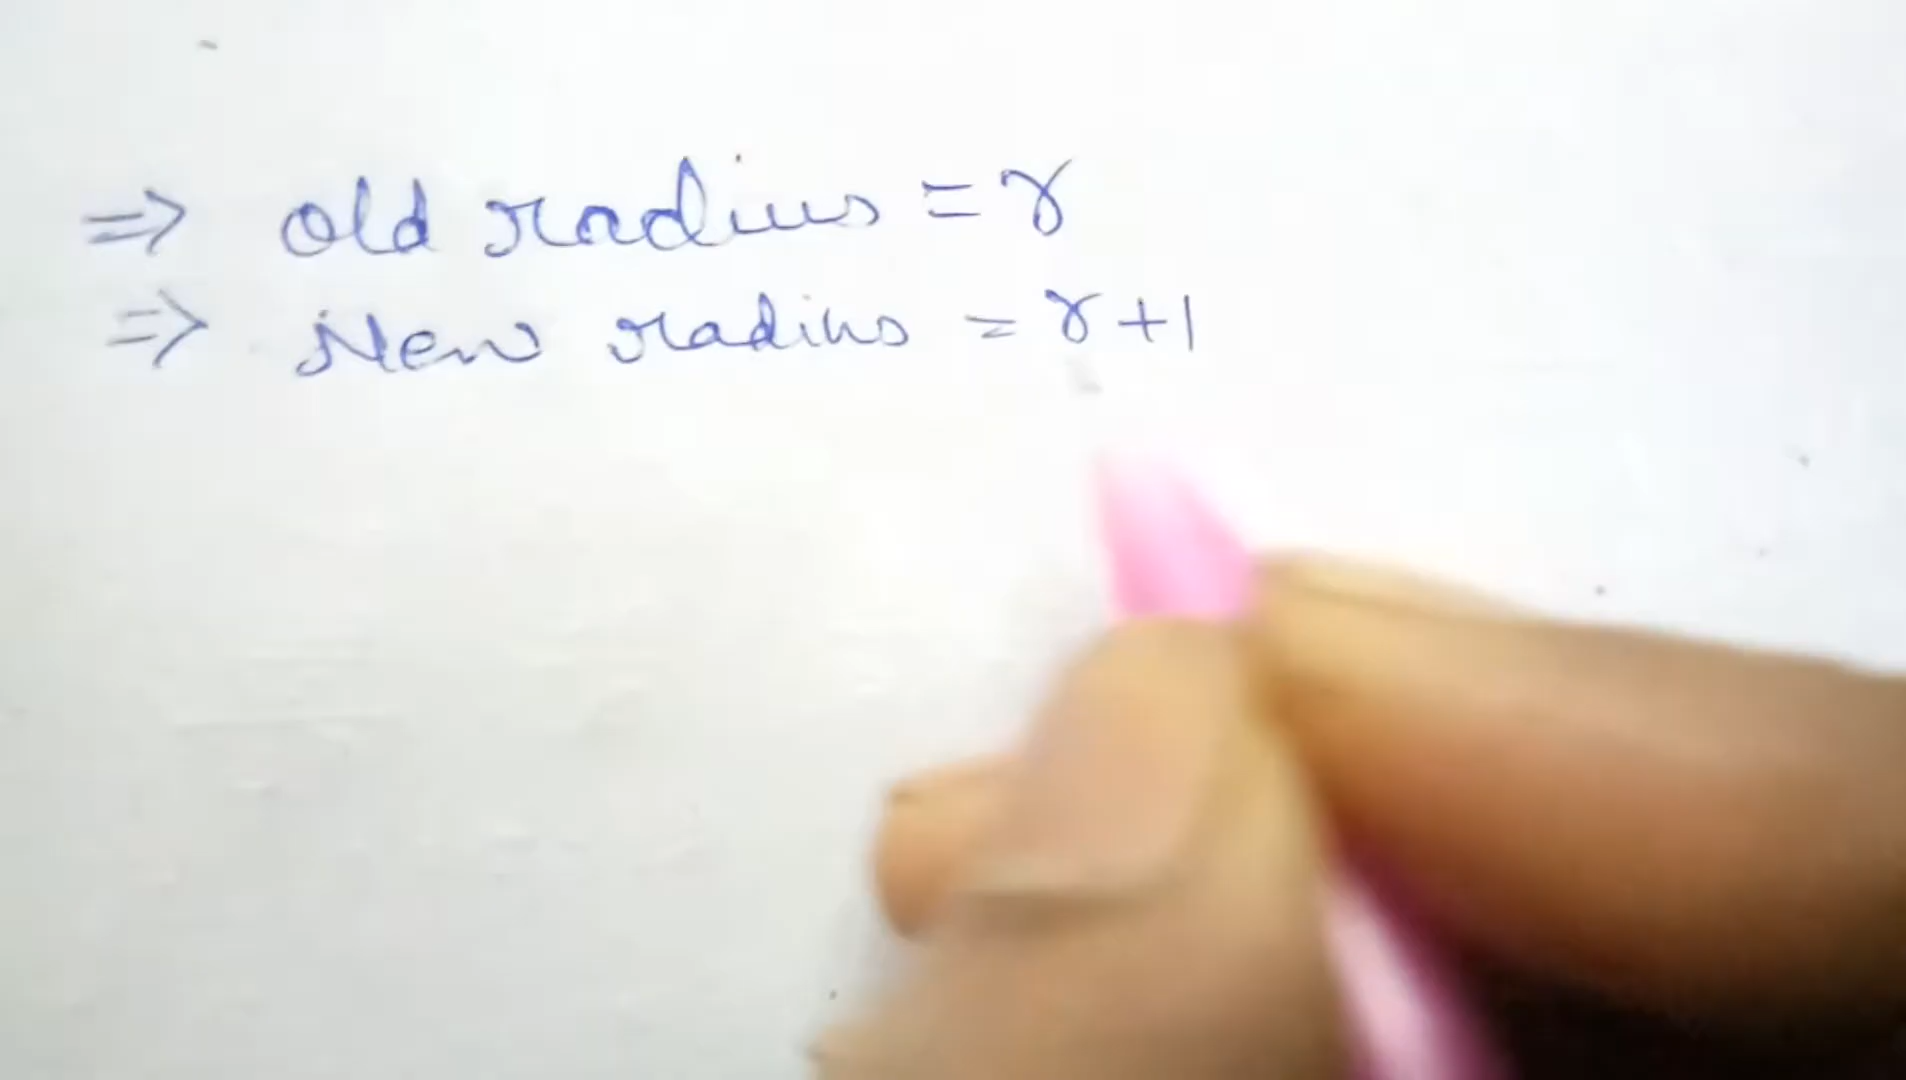 ⇒ old radius = r
⇒ New radius = r+1